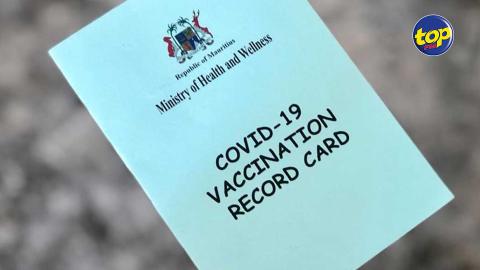 Republic of Mauritius
Ministry of Health and Wellness
COVID-19
VACCINATION
RECORD CARD
top